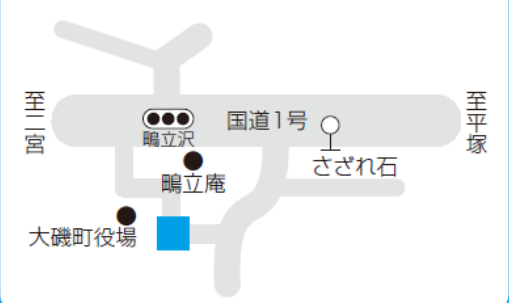 至二宮
鴫立沢
国道1号
至平塚
さざれ石
鴫立庵
大磯町役場